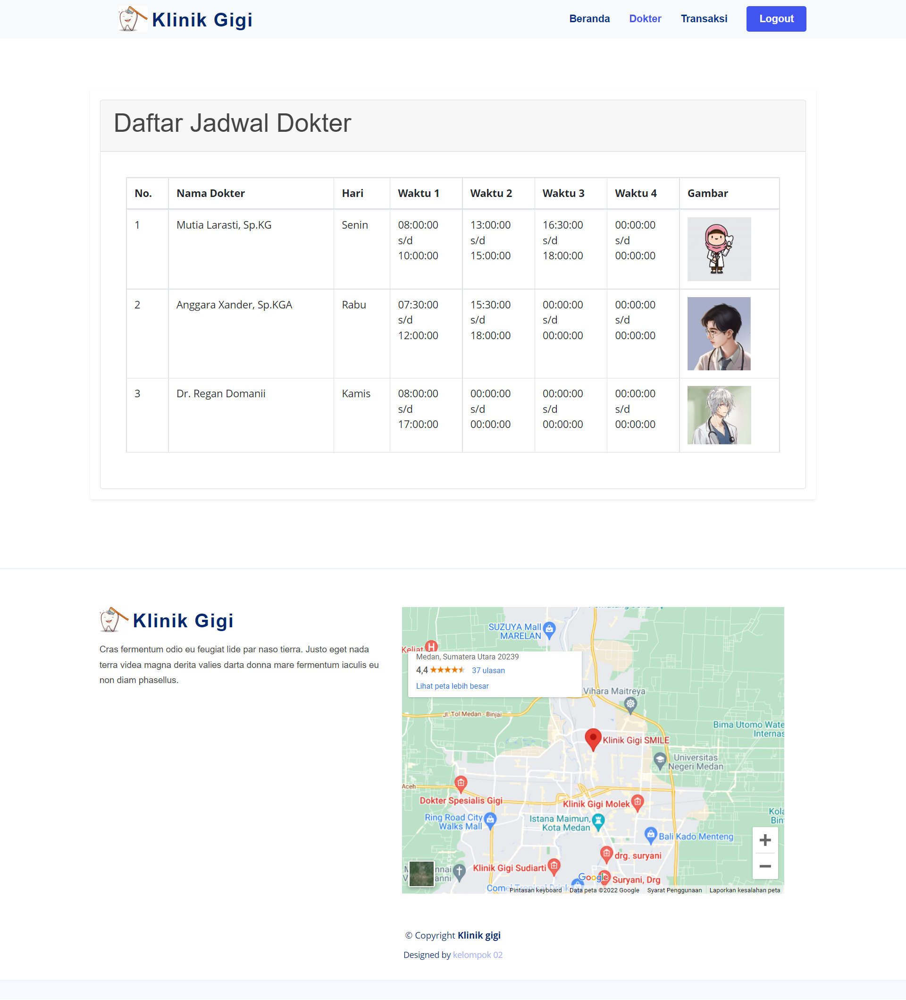 Klinik Gigi
Beranda Dokter Transaksi Logout
Daftar Jadwal Dokter
No. Nama Dokter Hari Waktu 1 Waktu 2 Waktu 3 Waktu 4 Gambar
1 Mutia Larasti, Sp.KG Senin 08:00:00 13:00:00 16:30:00 00:00:00
s/d s/d s/d s/d
10:00:00 15:00:00 18:00:00 00:00:00
2 Anggara Xander, Sp.KGA Rabu 07:30:00 15:30:00 00:00:00 00:00:00
s/d s/d s/d s/d
12:00:00 18:00:00 00:00:00 00:00:00
3 Dr. Regan Domanii Kamis 08:00:00 00:00:00 00:00:00 00:00:00
s/d s/d s/d s/d
17:00:00 00:00:00 00:00:00 00:00:00
Klinik Gigi
Cras fermentum odio eu feugiat lide par naso tierra. Justo eget nada
terra videa magna derita valies darta donna mare fermentum iaculis eu
non diam phasellus.
SUZUYA Mall
MARELAN
Keliat
Medan, Sumatera Utara 20239
4,4 37 ulasan
Lihat peta lebih besar
Vihara Maitreya
Jl. Tol Medan - Binjai
Bima Utomo Wate
Internas
Klinik Gigi SMILE
Universitas
Negeri Medan
Aceh
Dokter Spesialis Gigi
Klinik Gigi Molek
Ring Road City
Walks Mall
Istana Maimun,
Kota Medan
Kola
Bin
Bali Kado Menteng
drg. suryani
Klinik Gigi Sudiarti
nnai
anni
Google
Suryani, Drg
Comel Tropical Drink
Pintasan keyboard Data peta ©2022 Google Syarat Penggunaan Laporkan kesalahan peta
© Copyright Klinik gigi
Designed by kelompok 02